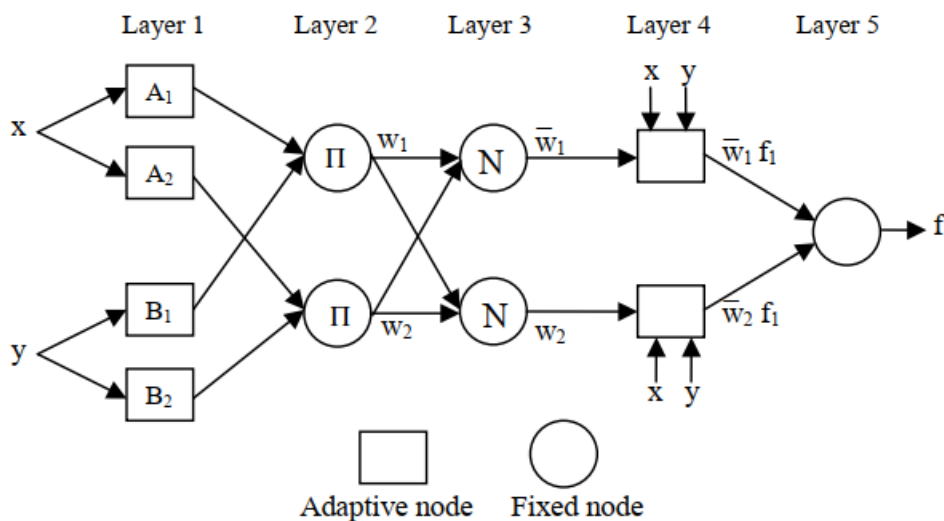 Layer 1 Layer 2 Layer 3 Layer 4 Layer 5
x y
A₁
x
Π w₁ N w̅₁ w̅₁ f₁
A₂
f
B₁
Π w₂ N w₂ w̅₂ f₁
y
B₂
x y
Adaptive node Fixed node